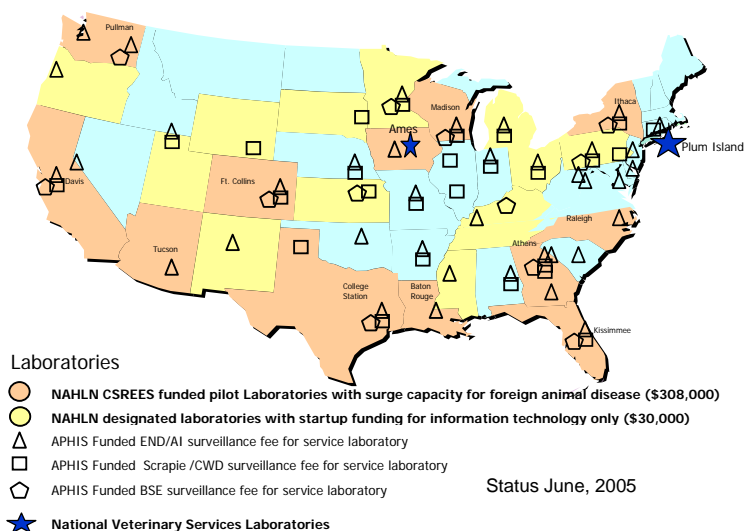 Pullman
Ithaca
Madison
Ames
Plum Island
Davis
Ft. Collins
Raleigh
Tucson
Athens
College
Station
Baton
Rouge
Kissimmee
Laboratories
NAHLN CSREES funded pilot Laboratories with surge capacity for foreign animal disease ($308,000)
NAHLN designated laboratories with startup funding for information technology only ($30,000)
APHIS Funded END/AI surveillance fee for service laboratory
APHIS Funded Scrapie /CWD surveillance fee for service laboratory
APHIS Funded BSE surveillance fee for service laboratory
Status June, 2005
National Veterinary Services Laboratories